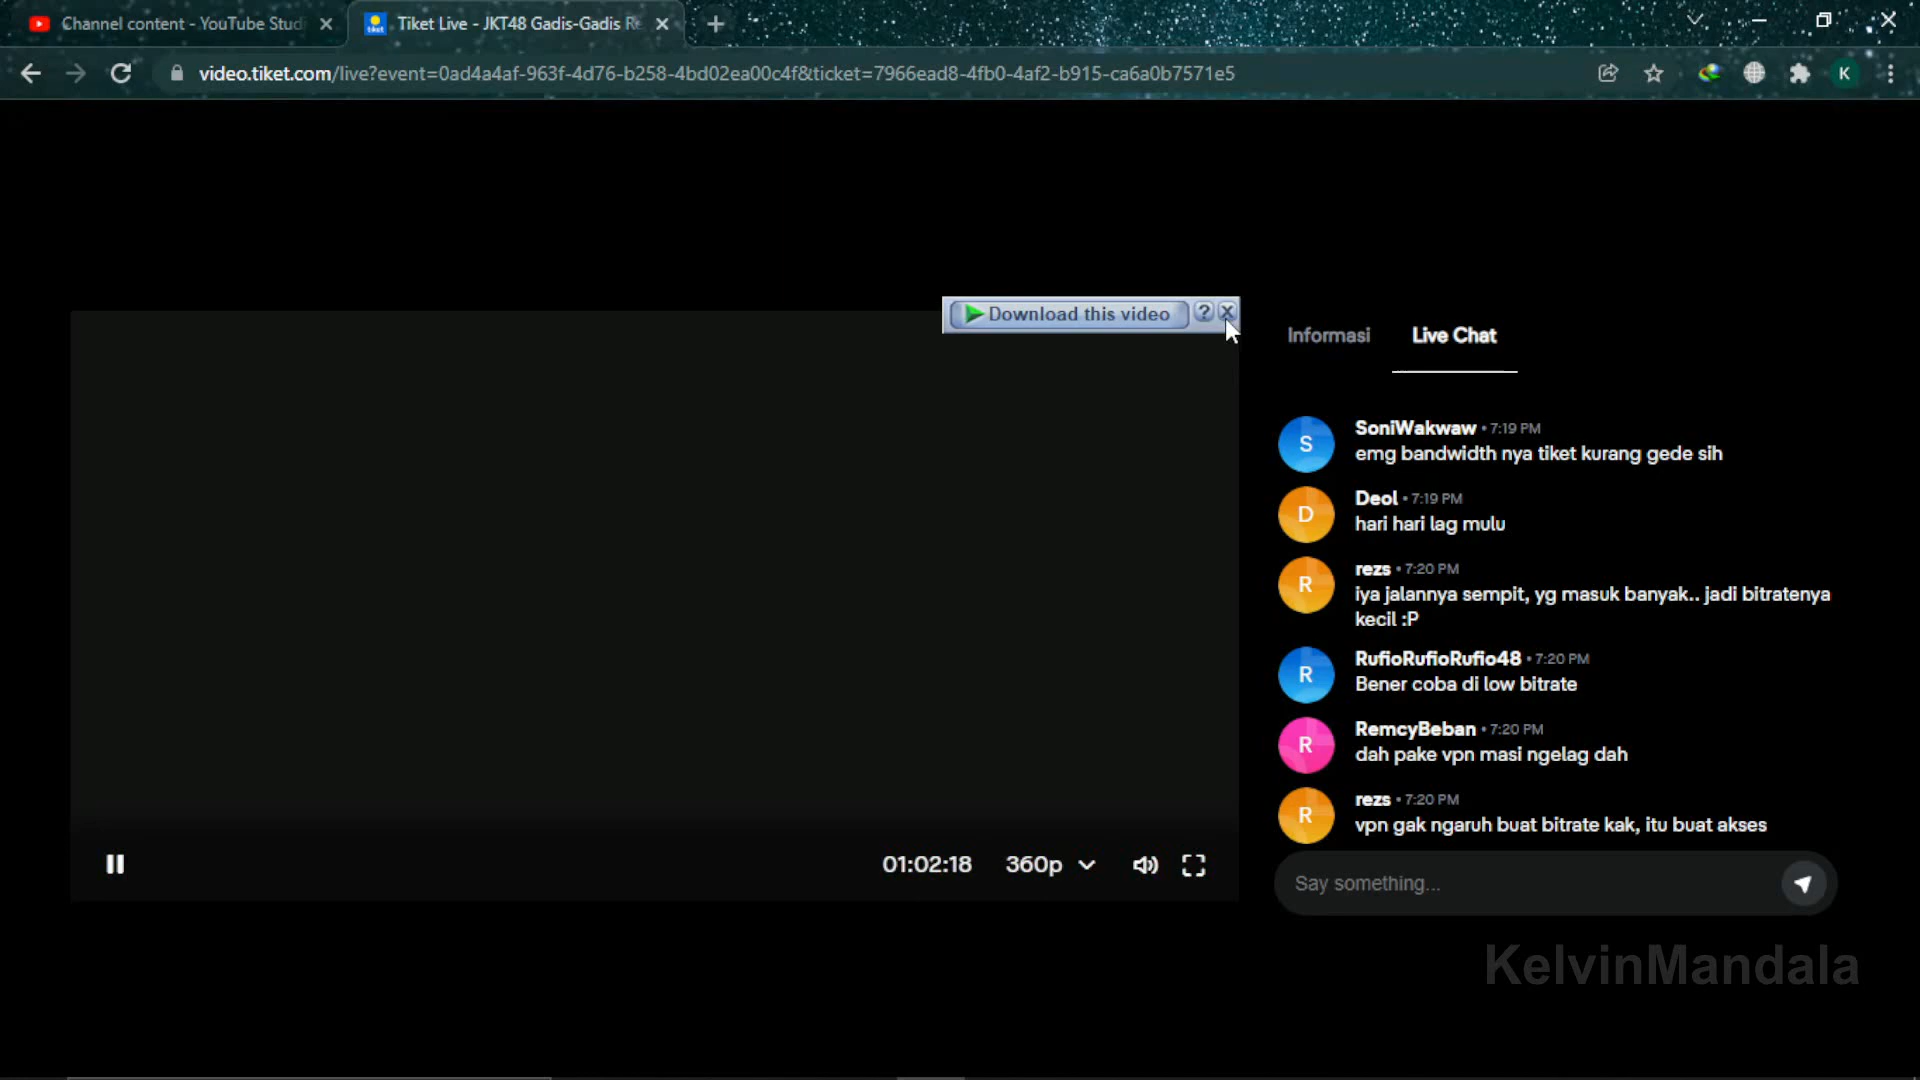 Channel content - YouTube Studi
Tiket Live - JKT48 Gadis-Gadis Re
video.tiket.com/live?event=0ad4a4af-963f-4d76-b258-4bd02ea00c4f&ticket=7966ead8-4fb0-4af2-b915-ca6a0b7571e5
K
Download this video
?
Informasi
Live Chat
S
SoniWakwaw • 7:19 PM
emg bandwidth nya tiket kurang gede sih
D
Deol • 7:19 PM
hari hari lag mulu
R
rezs • 7:20 PM
iya jalannya sempit, yg masuk banyak.. jadi bitratenya
kecil :P
R
RufioRufioRufio48 • 7:20 PM
Bener coba di low bitrate
R
RemcyBeban • 7:20 PM
dah pake vpn masi ngelag dah
R
rezs • 7:20 PM
vpn gak ngaruh buat bitrate kak, itu buat akses
01:02:18
360p
Say something...
KelvinMandala